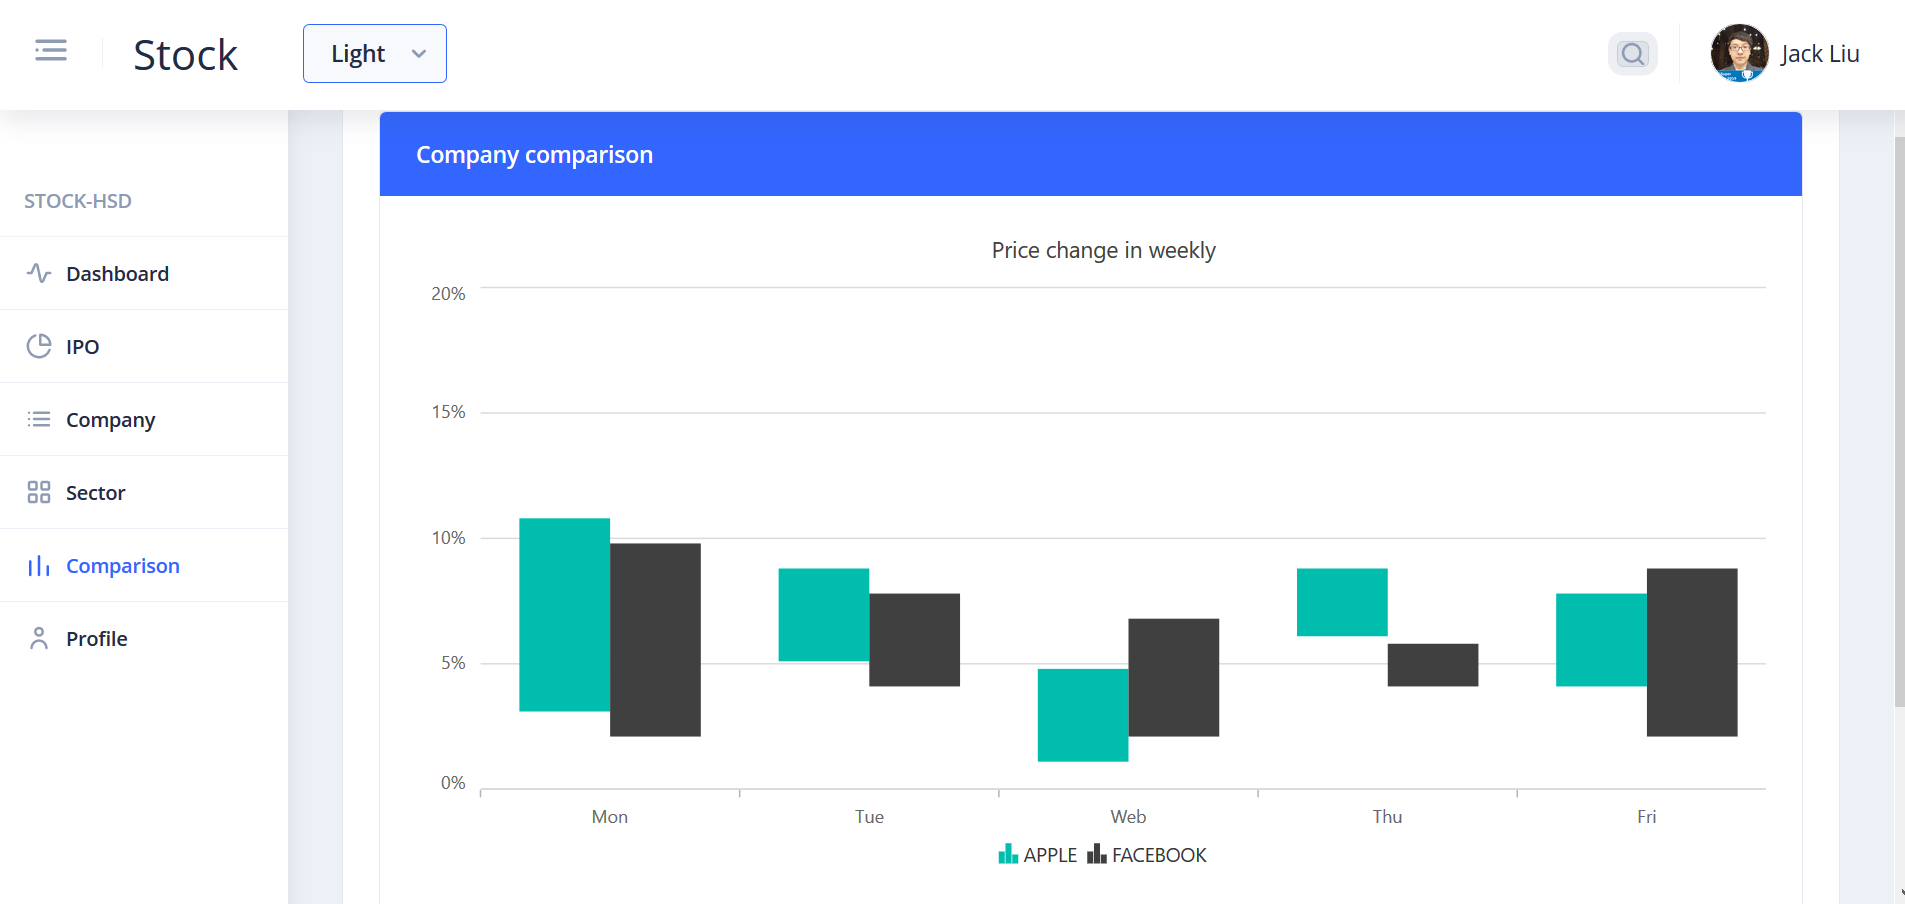 Stock
Light
Jack Liu
STOCK-HSD
Dashboard
IPO
Company
Sector
Comparison
Profile
Company comparison
Price change in weekly
20%
15%
10%
5%
0%
Mon Tue Web Thu Fri
APPLE FACEBOOK